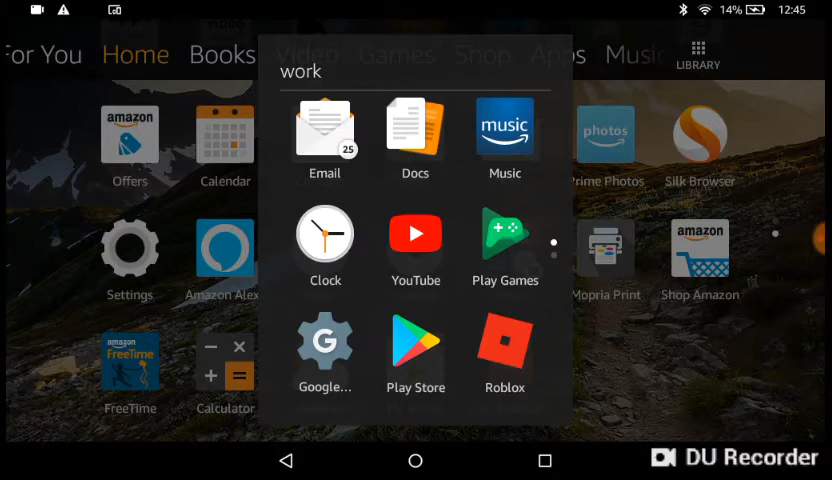 14% 12:45
For You Home Books Video Games Shop Apps Music LIBRARY
work
amazon
Offers
Calendar
25
Email
Docs
music
Music
photos
Prime Photos
Silk Browser
Settings
Amazon Alex
Clock
YouTube
Play Games
Mopria Print
amazon
Shop Amazon
amazon
FreeTime
FreeTime
Calculator
G
Google...
Play Store
Roblox
DU Recorder